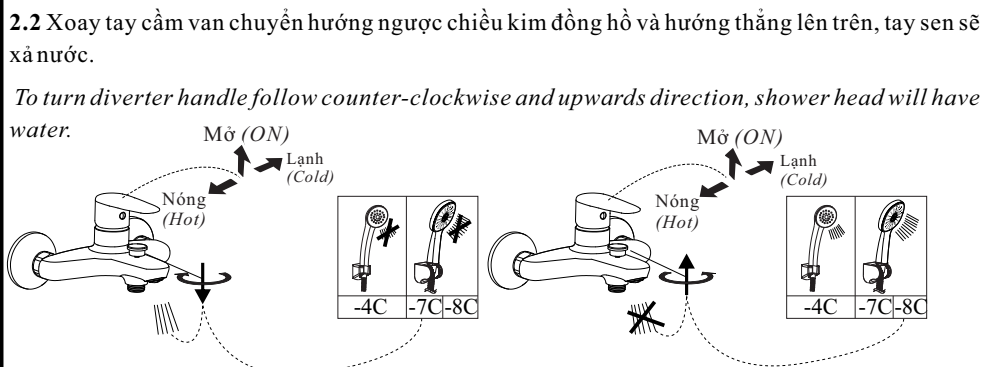 2.2 Xoay tay cầm van chuyển hướng ngược chiều kim đồng hồ và hướng thẳng lên trên, tay sen sẽ
xả nước.
To turn diverter handle follow counter-clockwise and upwards direction, shower head will have
water.
Mở (ON)
Lạnh
(Cold)
Nóng
(Hot)
-4C -7C -8C
Mở (ON)
Lạnh
(Cold)
Nóng
(Hot)
-4C -7C -8C